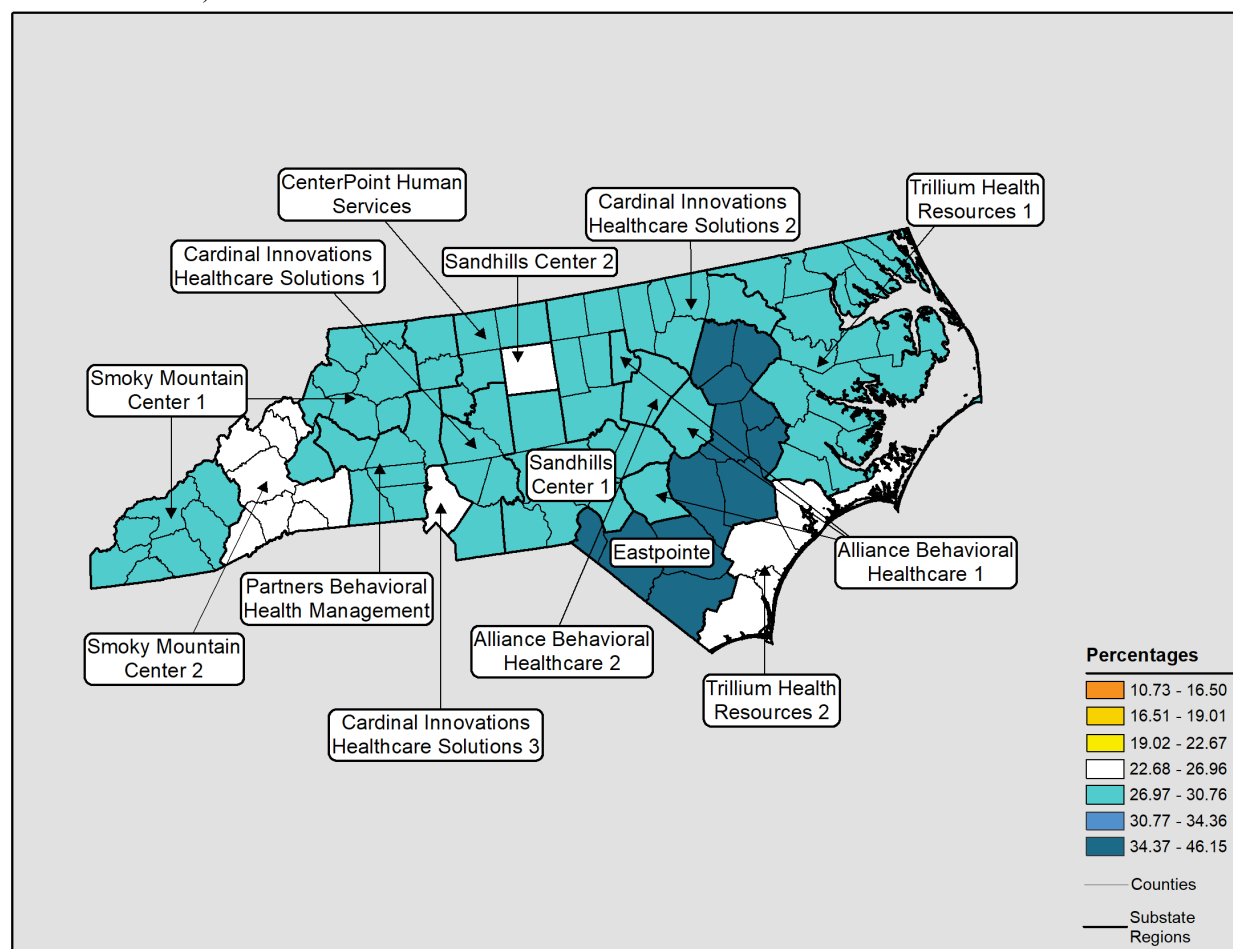 CenterPoint Human
Services
Cardinal Innovations
Healthcare Solutions 2
Trillium Health
Resources 1
Cardinal Innovations
Healthcare Solutions 1
Sandhills Center 2
Smoky Mountain
Center 1
Sandhills
Center 1
Eastpointe
Alliance Behavioral
Healthcare 1
Partners Behavioral
Health Management
Smoky Mountain
Center 2
Alliance Behavioral
Healthcare 2
Trillium Health
Resources 2
Cardinal Innovations
Healthcare Solutions 3
Percentages
10.73 - 16.50
16.51 - 19.01
19.02 - 22.67
22.68 - 26.96
26.97 - 30.76
30.77 - 34.36
34.37 - 46.15
Counties
Substate
Regions